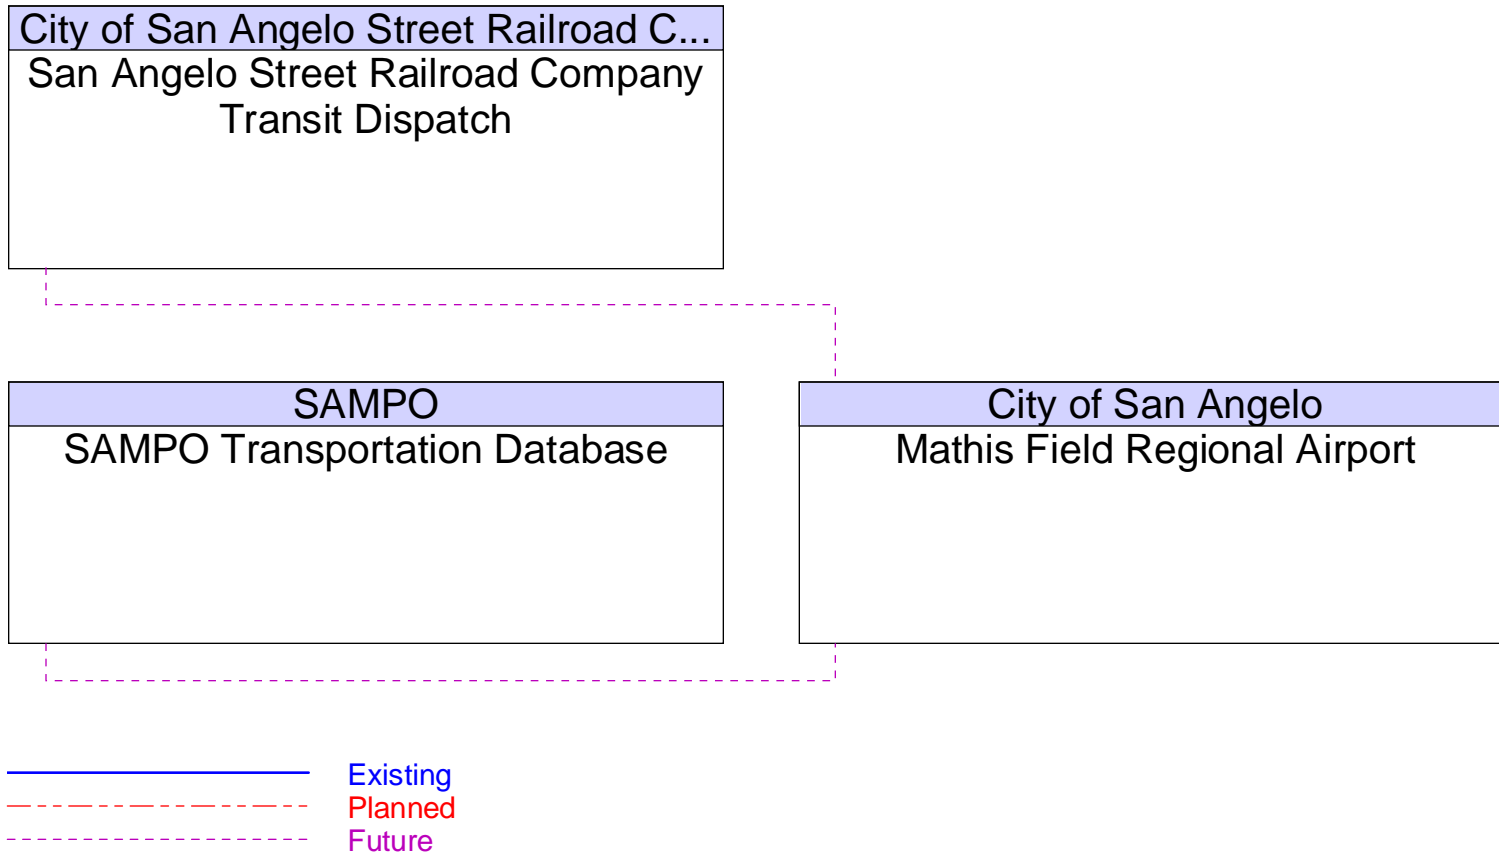 City of San Angelo Street Railroad C...
San Angelo Street Railroad Company
Transit Dispatch
SAMPO
SAMPO Transportation Database
City of San Angelo
Mathis Field Regional Airport
Existing
Planned
Future